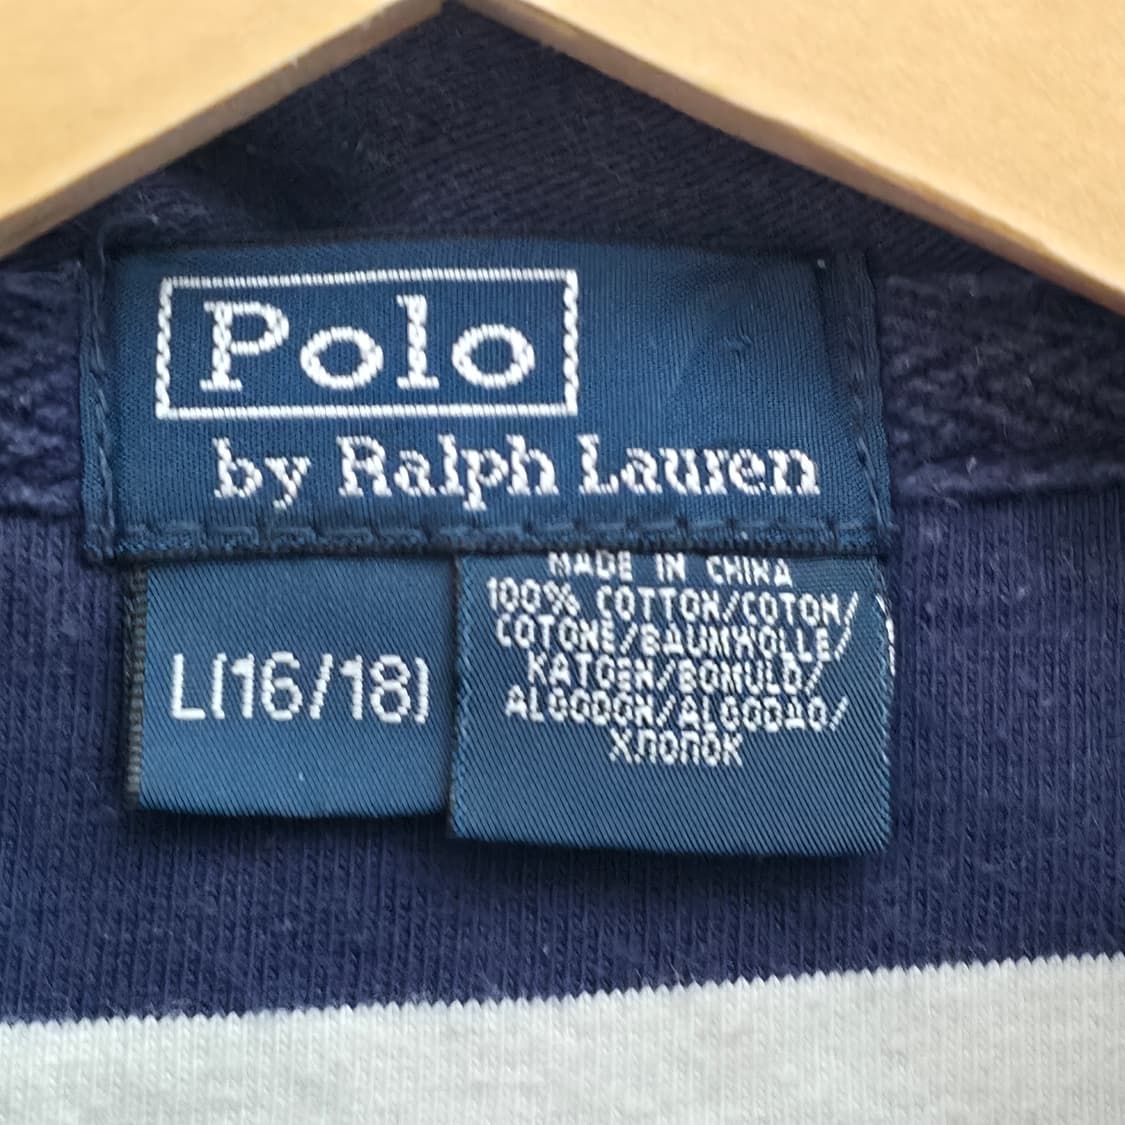 Polo
by Ralph Lauren
L(16/18)
MADE IN CHINA
100% COTTON/COTON/
COTONE/BAUMWOLLE/
KATOEN/BOMULD/
ALGODON/ALGODAO/
ХЛОПОК